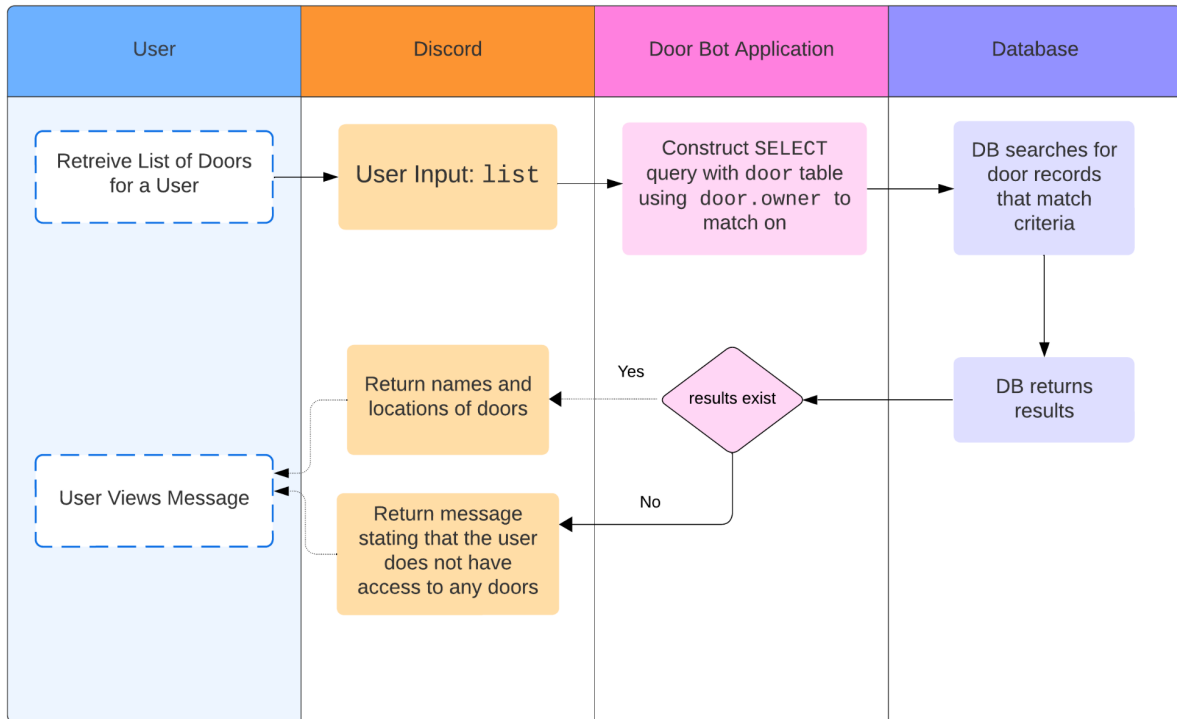 User
Discord
Door Bot Application
Database
Retreive List of Doors
for a User
User Input: list
Construct SELECT
query with door table
using door.owner to
match on
DB searches for
door records
that match
criteria
Return names and
locations of doors
Yes
results exist
DB returns
results
User Views Message
Return message
stating that the user
does not have
access to any doors
No